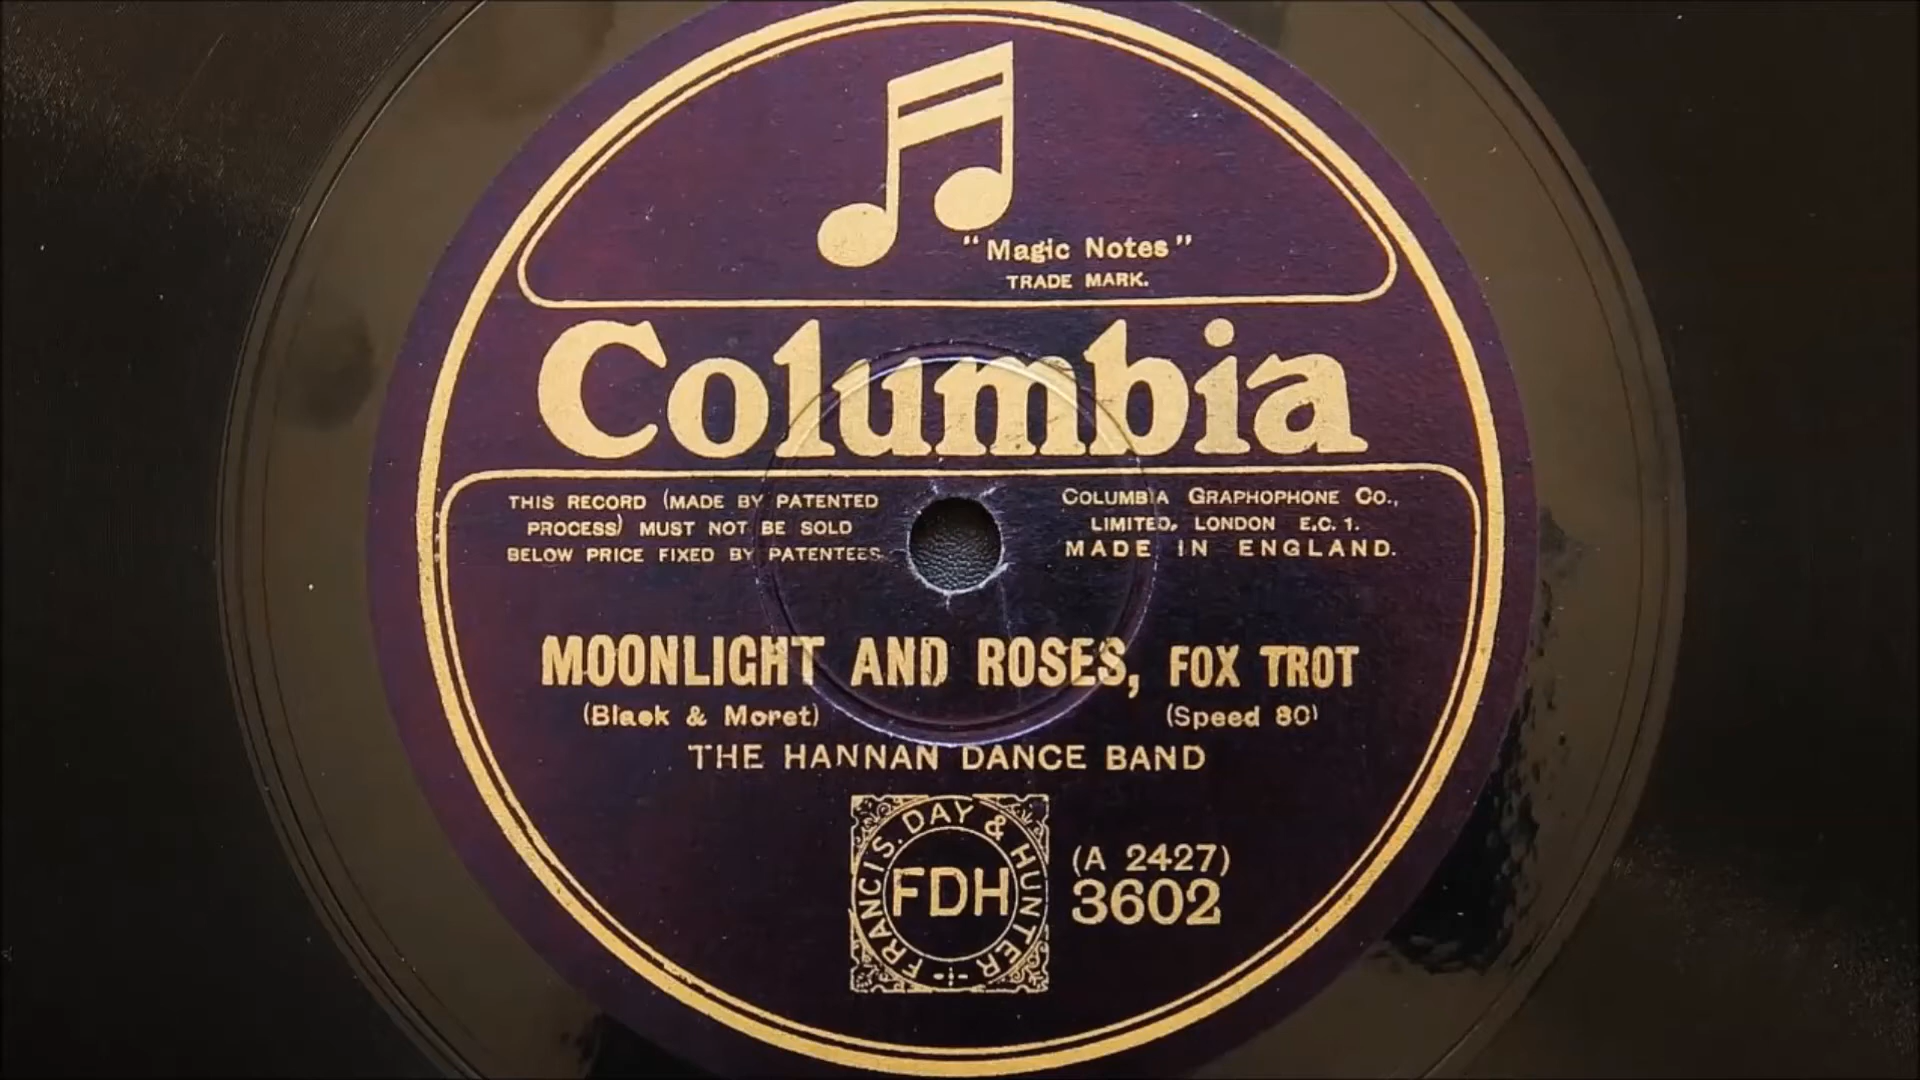 "Magic Notes"
TRADE MARK.
Columbia
THIS RECORD (MADE BY PATENTED
PROCESS) MUST NOT BE SOLD
BELOW PRICE FIXED BY PATENTEES
COLUMBIA GRAPHOPHONE CO.,
LIMITED, LONDON E.C. 1.
MADE IN ENGLAND.
MOONLIGHT AND ROSES, FOX TROT
(Black & Moret) (Speed 80)
THE HANNAN DANCE BAND
FRANCIS. DAY & HUNTER
FDH
(A 2427)
3602